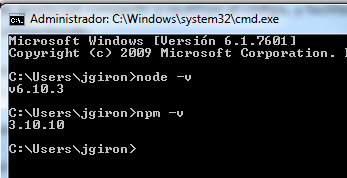 Administrador: C:\Windows\system32\cmd.exe
Microsoft Windows [Versión 6.1.7601]
Copyright (c) 2009 Microsoft Corporation.
C:\Users\jgiron>node -v
v6.10.3
C:\Users\jgiron>npm -v
3.10.10
C:\Users\jgiron>